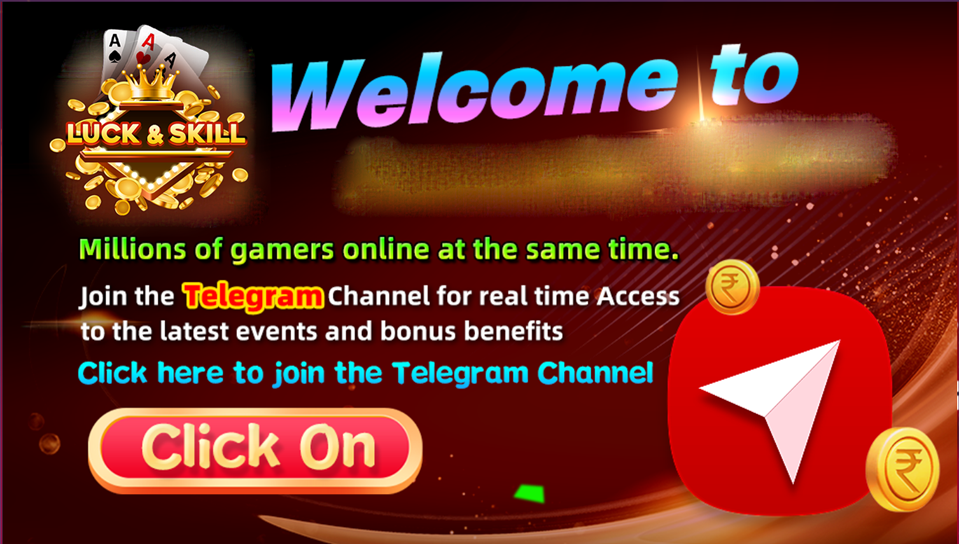 A A A
LUCK & SKILL
Welcome to
Millions of gamers online at the same time.
Join the Telegram Channel for real time Access
to the latest events and bonus benefits
Click here to join the Telegram Channel
Click On
₹
₹